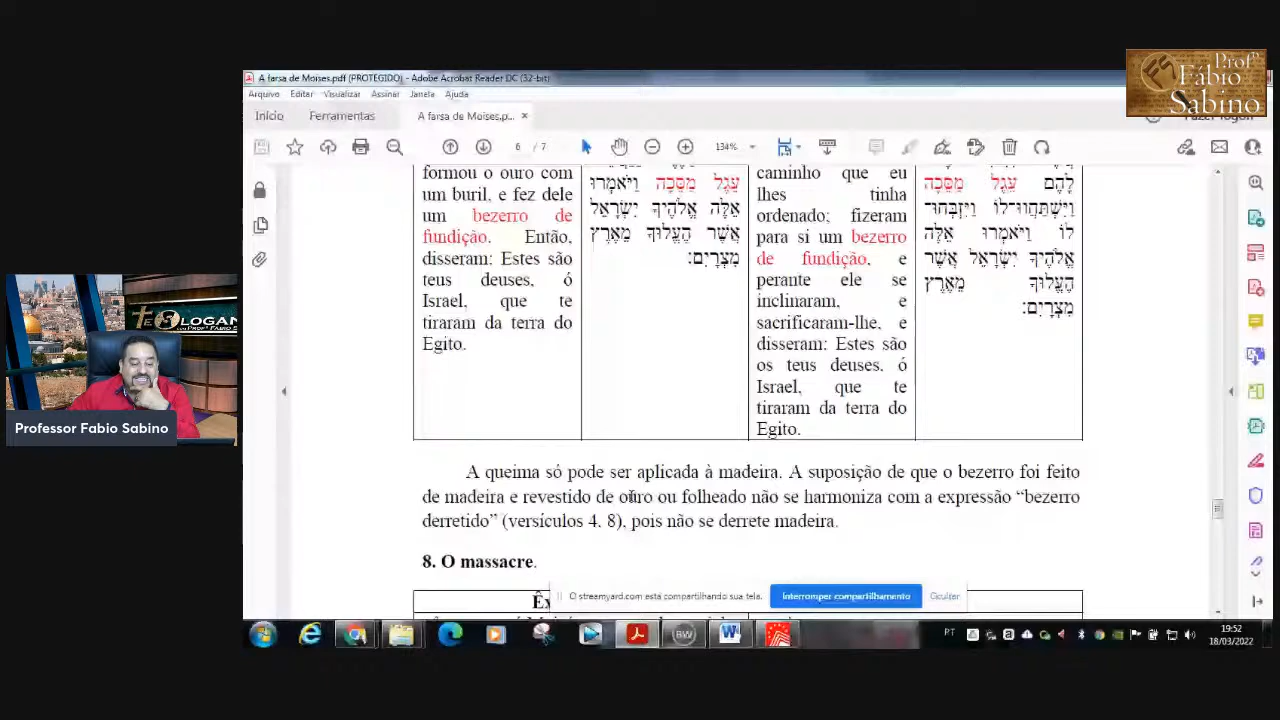 Prof°
Fábio
Sabino
A farsa de Moises.pdf (PROTEGIDO) - Adobe Acrobat Reader DC (32-bit)
Arquivo Editar Visualizar Assinar Janela Ajuda
Início Ferramentas A farsa de Moises.p... ×
6 / 7 134%
formou o ouro com
um buril, e fez dele
um bezerro de
fundição. Então,
disseram: Estes são
teus deuses, ó
Israel, que te
tiraram da terra do
Egito.
עֵגֶל מַסֵּכָה וַיֹּאמְרוּ
אֵלֶּה אֱלֹהֶיךָ יִשְׂרָאֵל
אֲשֶׁר הֶעֱלוּךָ מֵאֶרֶץ
מִצְרָיִם׃
caminho que eu
lhes tinha
ordenado; fizeram
para si um bezerro
de fundição, e
perante ele se
inclinaram, e
sacrificaram-lhe, e
disseram: Estes são
os teus deuses, ó
Israel, que te
tiraram da terra do
Egito.
לָהֶם עֵגֶל מַסֵּכָה
וַיִּשְׁתַּחֲווּ־לוֹ וַיִּזְבְּחוּ־
לוֹ וַיֹּאמְרוּ אֵלֶּה
אֱלֹהֶיךָ יִשְׂרָאֵל אֲשֶׁר
הֶעֱלוּךָ מֵאֶרֶץ
מִצְרָיִם׃
A queima só pode ser aplicada à madeira. A suposição de que o bezerro foi feito
de madeira e revestido de ouro ou folheado não se harmoniza com a expressão “bezerro
derretido” (versículos 4, 8), pois não se derrete madeira.
8. O massacre.
O streamyard.com está compartilhando sua tela. Interromper compartilhamento Ocultar
Professor Fabio Sabino
PT
19:52
18/03/2022